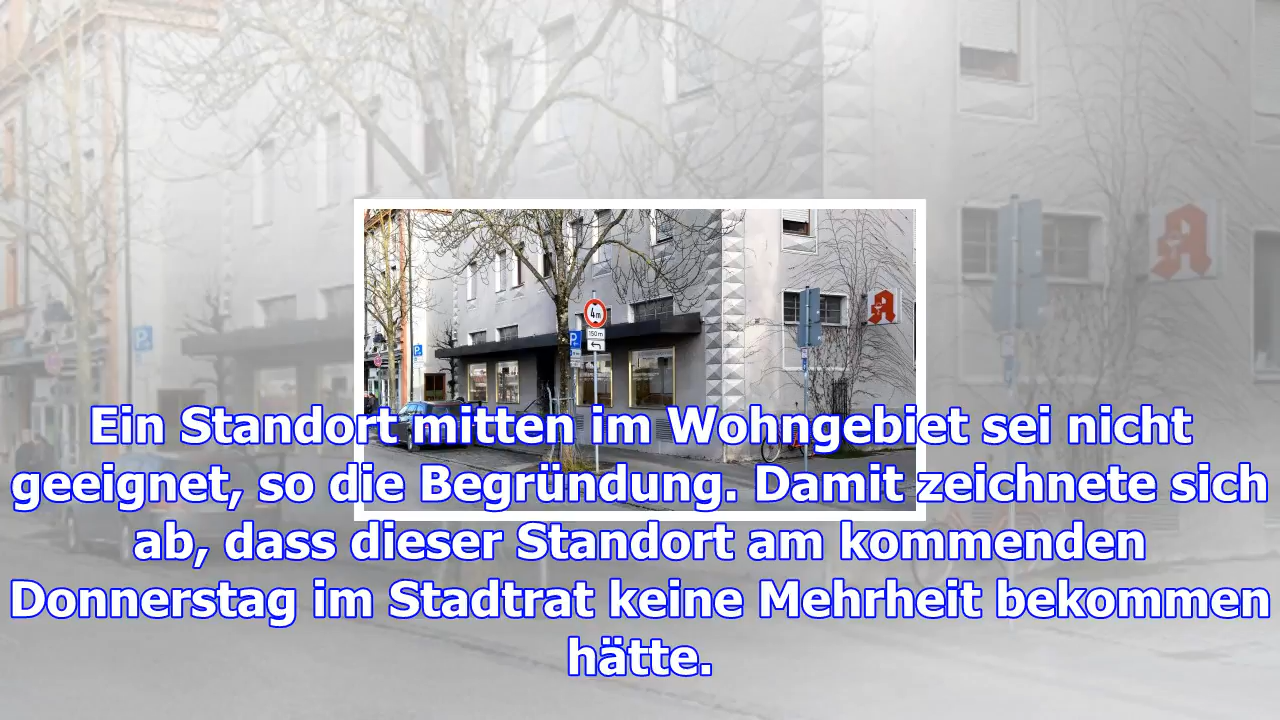 4m
150m
P
P
A
Ein Standort mitten im Wohngebiet sei nicht
geeignet, so die Begründung. Damit zeichnete sich
ab, dass dieser Standort am kommenden
Donnerstag im Stadtrat keine Mehrheit bekommen
hätte.